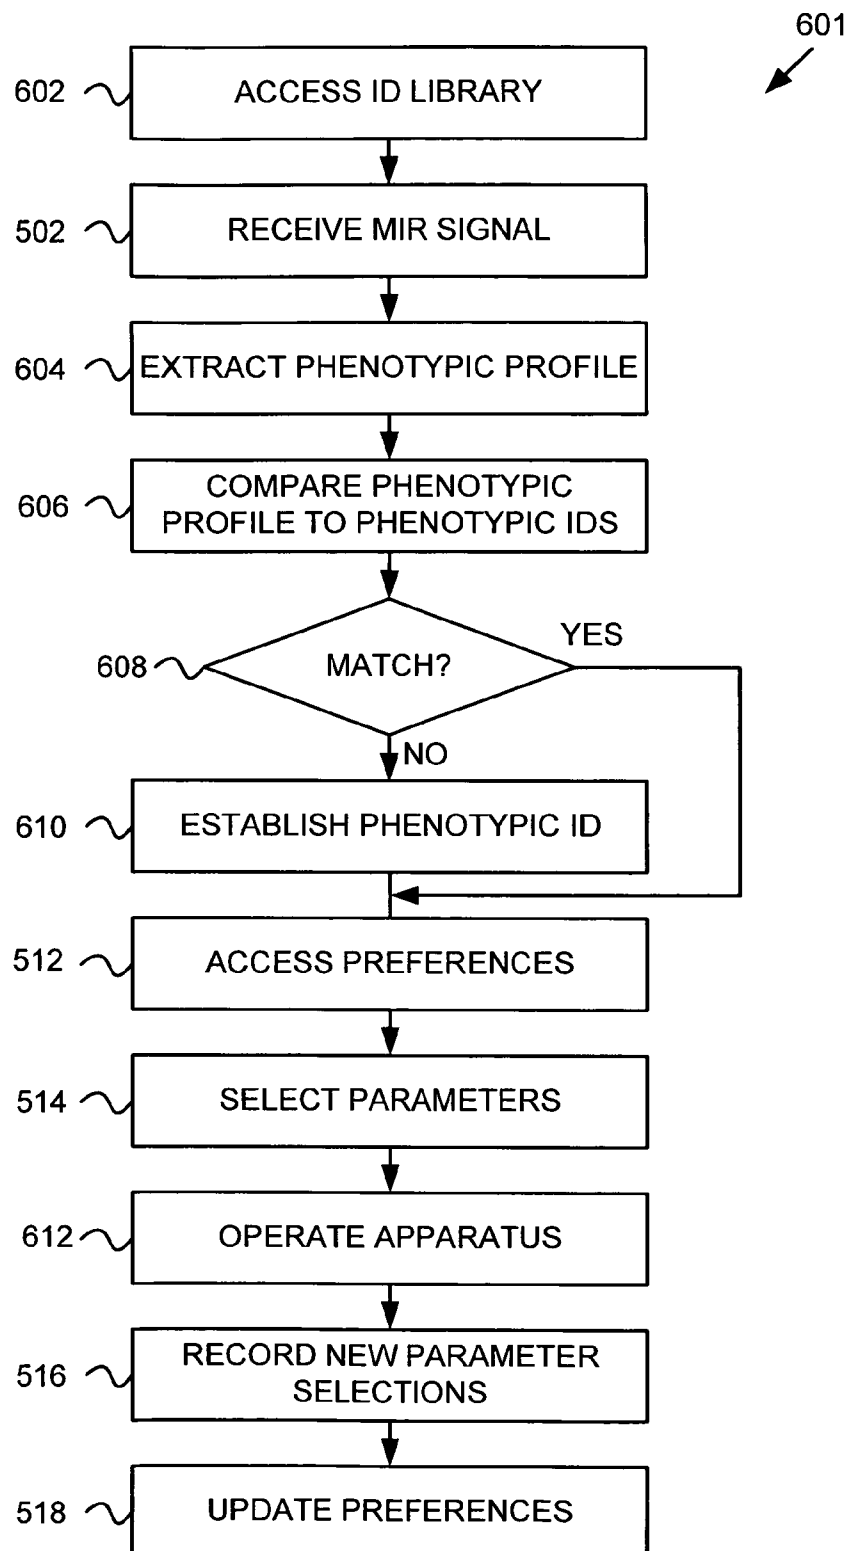 601
602
ACCESS ID LIBRARY
502
RECEIVE MIR SIGNAL
604
EXTRACT PHENOTYPIC PROFILE
606
COMPARE PHENOTYPIC
PROFILE TO PHENOTYPIC IDS
608
MATCH?
YES
NO
610
ESTABLISH PHENOTYPIC ID
512
ACCESS PREFERENCES
514
SELECT PARAMETERS
612
OPERATE APPARATUS
516
RECORD NEW PARAMETER
SELECTIONS
518
UPDATE PREFERENCES